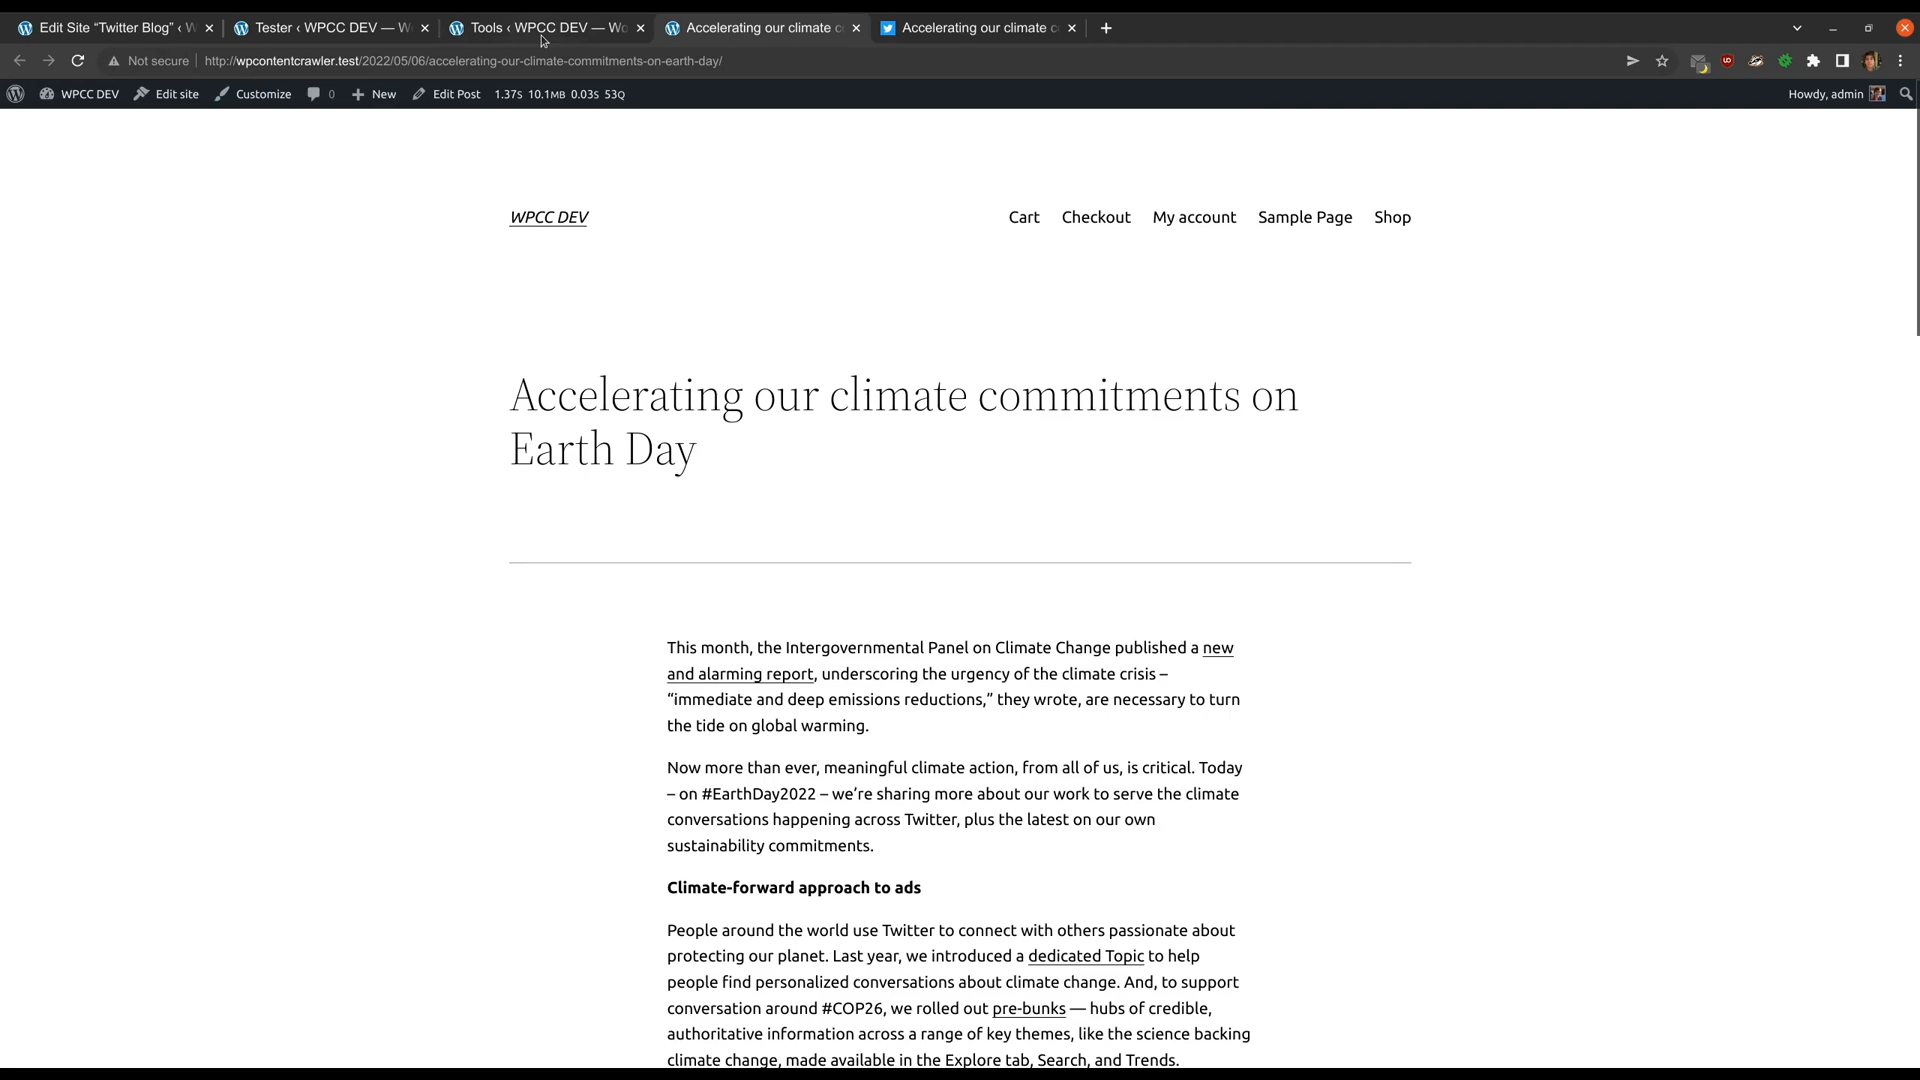 Edit Site “Twitter Blog” ‹ W
Tester ‹ WPCC DEV — W
Tools ‹ WPCC DEV — Wo
Accelerating our climate c
Accelerating our climate c
Not secure
http://wpcontentcrawler.test/2022/05/06/accelerating-our-climate-commitments-on-earth-day/
WPCC DEV
Edit site
Customize
0
New
Edit Post
1.37S 10.1MB 0.03S 53Q
Howdy, admin
WPCC DEV
Cart
Checkout
My account
Sample Page
Shop
Accelerating our climate commitments on
Earth Day
This month, the Intergovernmental Panel on Climate Change published a new
and alarming report, underscoring the urgency of the climate crisis –
“immediate and deep emissions reductions,” they wrote, are necessary to turn
the tide on global warming.
Now more than ever, meaningful climate action, from all of us, is critical. Today
– on #EarthDay2022 – we’re sharing more about our work to serve the climate
conversations happening across Twitter, plus the latest on our own
sustainability commitments.
Climate-forward approach to ads
People around the world use Twitter to connect with others passionate about
protecting our planet. Last year, we introduced a dedicated Topic to help
people find personalized conversations about climate change. And, to support
conversation around #COP26, we rolled out pre-bunks — hubs of credible,
authoritative information across a range of key themes, like the science backing
climate change, made available in the Explore tab, Search, and Trends.